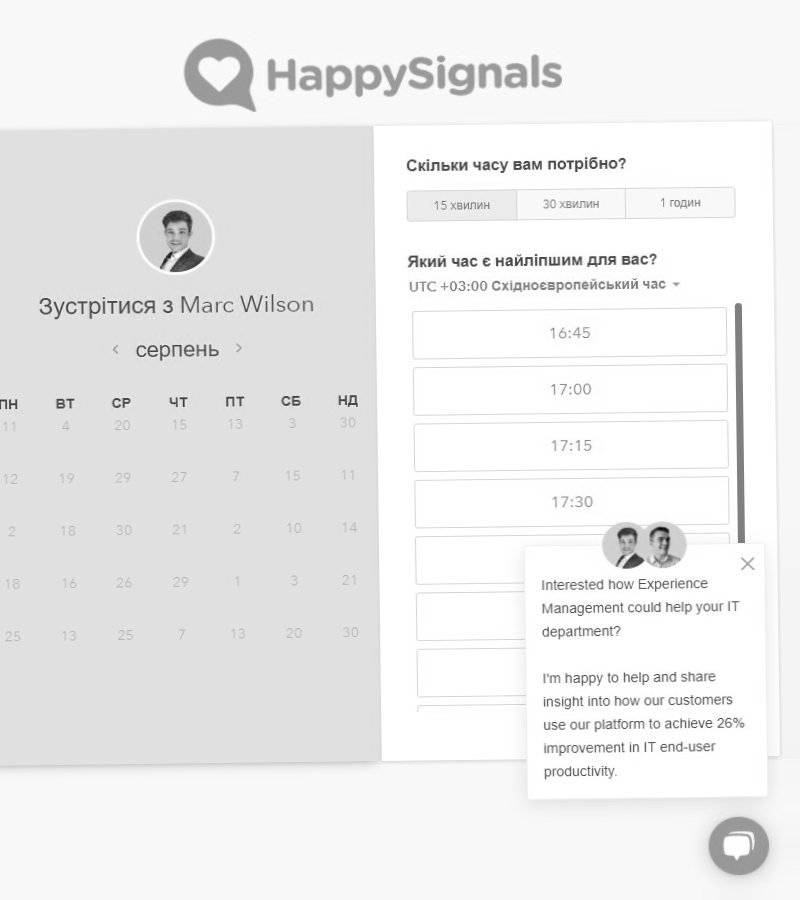 HappySignals
Зустрітися з Marc Wilson
серпень
ПН ВТ СР ЧТ ПТ СБ НД
11 4 20 15 13 3 30
12 19 29 27 7 15 11
2 18 30 21 2 10 14
18 16 26 29 1 3 21
25 13 25 7 13 20 30
Скільки часу вам потрібно?
15 хвилин 30 хвилин 1 годин
Який час є найліпшим для вас?
UTC +03:00 Східноєвропейський час
16:45
17:00
17:15
17:30
Interested how Experience
Management could help your IT
department?
I'm happy to help and share
insight into how our customers
use our platform to achieve 26%
improvement in IT end-user
productivity.